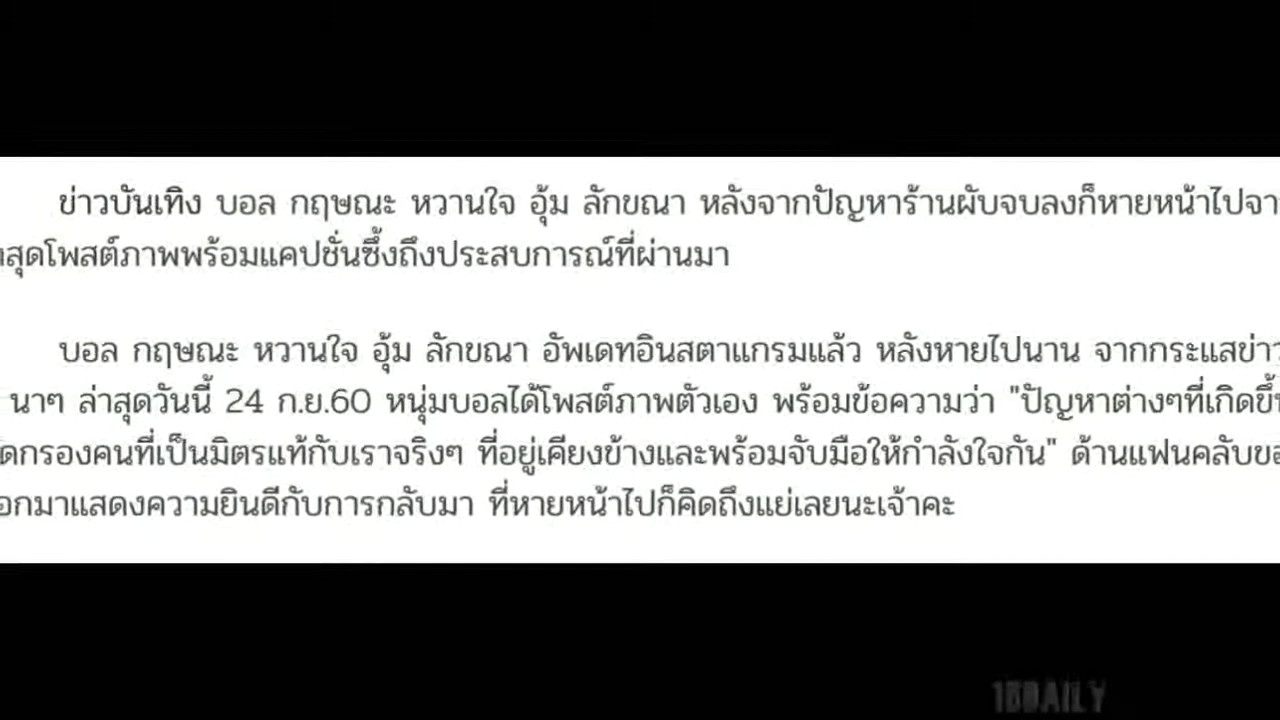 ข่าวบันเทิง บอล กฤษณะ หวานใจ อุ้ม ลักขณา หลังจากปัญหาร้านผับจบลงก็หายหน้าไปจา
สุดโพสต์ภาพพร้อมแคปชั่นซึ้งถึงประสบการณ์ที่ผ่านมา
บอล กฤษณะ หวานใจ อุ้ม ลักขณา อัพเดทอินสตาแกรมแล้ว หลังหายไปนาน จากกระแสข่าว
นาๆ ล่าสุดวันนี้ 24 ก.ย.60 หนุ่มบอลได้โพสต์ภาพตัวเอง พร้อมข้อความว่า "ปัญหาต่างๆที่เกิดขึ้น
ดกรองคนที่เป็นมิตรแท้กับเราจริงๆ ที่อยู่เคียงข้างและพร้อมจับมือให้กำลังใจกัน" ด้านแฟนคลับขอ
อกมาแสดงความยินดีกับการกลับมา ที่หายหน้าไปก็คิดถึงแย่เลยนะเจ้าคะ